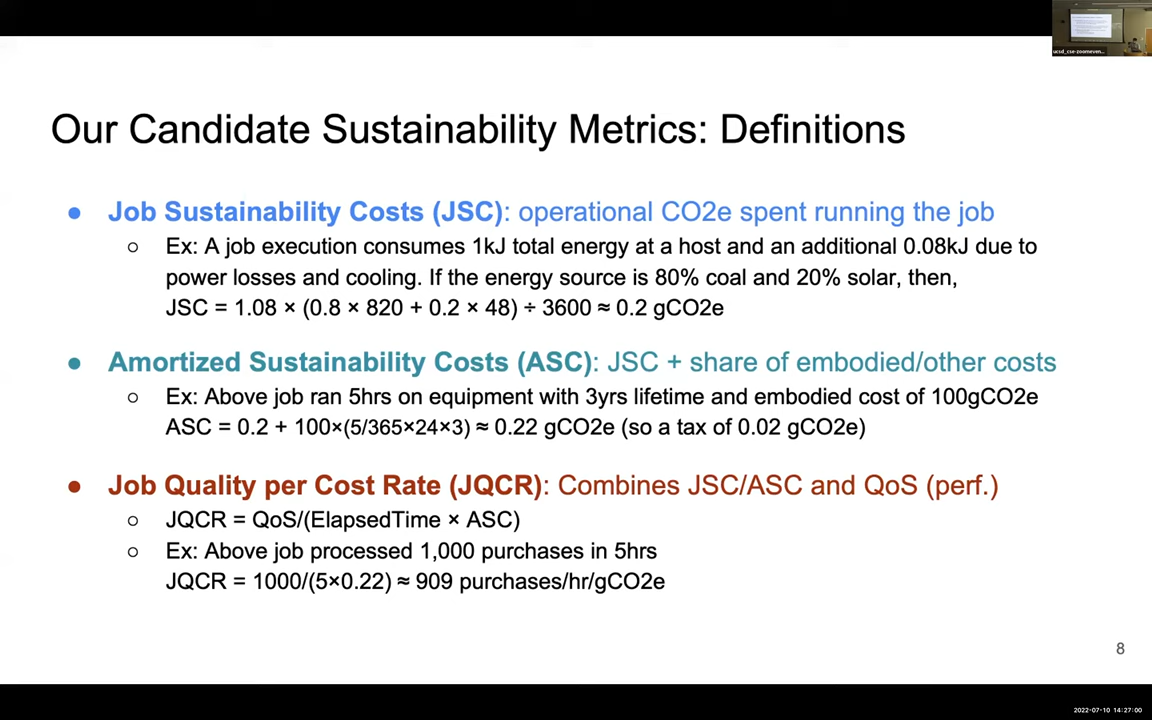 ucsd_cse-zoomeven...
Our Candidate Sustainability Metrics: Definitions
● Job Sustainability Costs (JSC): operational CO2e spent running the job
○ Ex: A job execution consumes 1kJ total energy at a host and an additional 0.08kJ due to
power losses and cooling. If the energy source is 80% coal and 20% solar, then,
JSC = 1.08 × (0.8 × 820 + 0.2 × 48) ÷ 3600 ≈ 0.2 gCO2e
● Amortized Sustainability Costs (ASC): JSC + share of embodied/other costs
○ Ex: Above job ran 5hrs on equipment with 3yrs lifetime and embodied cost of 100gCO2e
ASC = 0.2 + 100×(5/365×24×3) ≈ 0.22 gCO2e (so a tax of 0.02 gCO2e)
● Job Quality per Cost Rate (JQCR): Combines JSC/ASC and QoS (perf.)
○ JQCR = QoS/(ElapsedTime × ASC)
○ Ex: Above job processed 1,000 purchases in 5hrs
JQCR = 1000/(5×0.22) ≈ 909 purchases/hr/gCO2e
8
2022-07-10 14:27:00